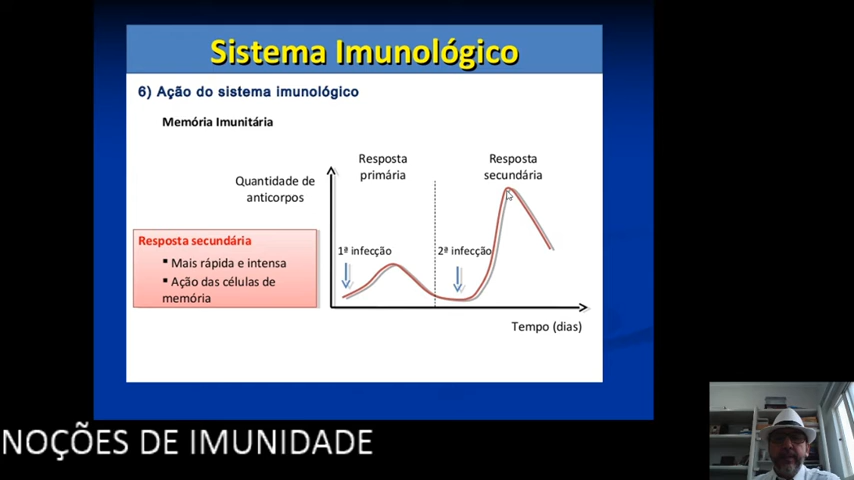 Sistema Imunológico
6) Ação do sistema imunológico
Memória Imunitária
Resposta
primária
Resposta
secundária
Quantidade de
anticorpos
Resposta secundária
▪ Mais rápida e intensa
▪ Ação das células de
memória
1ª infecção
2ª infecção
Tempo (dias)
NOÇÕES DE IMUNIDADE